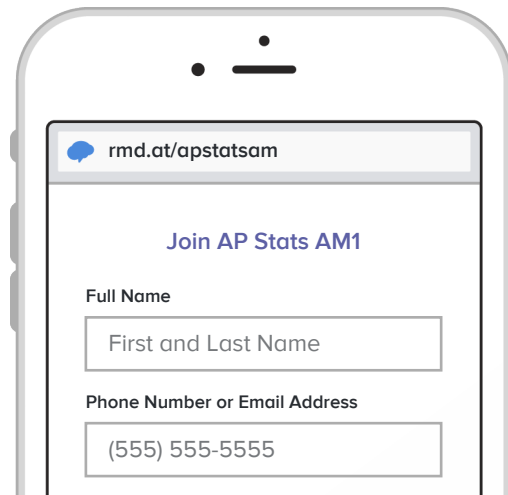 rmd.at/apstatsam
Join AP Stats AM1
Full Name
First and Last Name
Phone Number or Email Address
(555) 555-5555